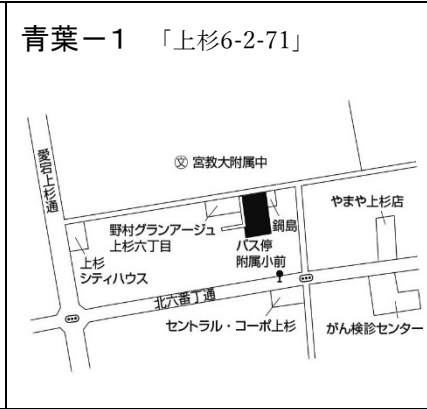 青葉－1 「上杉6-2-71」
愛宕上杉通
㊫ 宮教大附属中
野村グランアージュ
上杉六丁目
鍋島
やまや上杉店
上杉
シティハウス
バス停
附属小前
北六番丁通
セントラル・コーポ上杉
がん検診センター